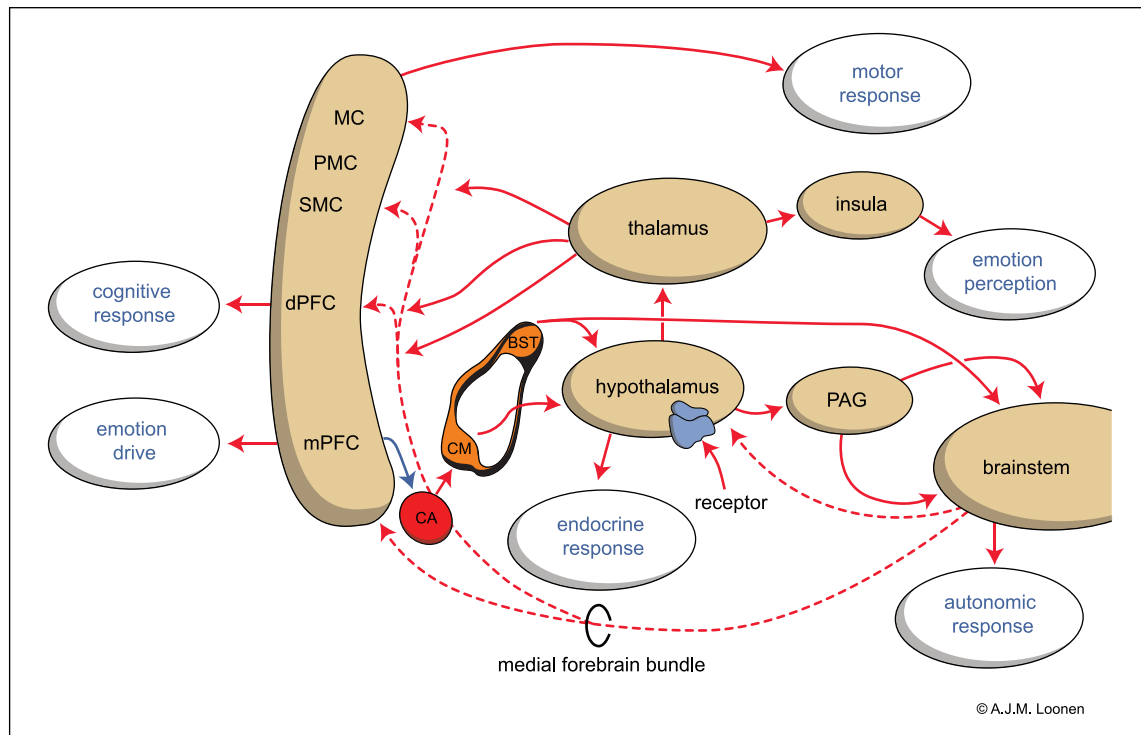 motor
response
MC
PMC
SMC
thalamus
insula
emotion
perception
cognitive
response
dPFC
BST
hypothalamus
PAG
emotion
drive
mPFC
CM
brainstem
receptor
CA
endocrine
response
autonomic
response
medial forebrain bundle
© A.J.M. Loonen